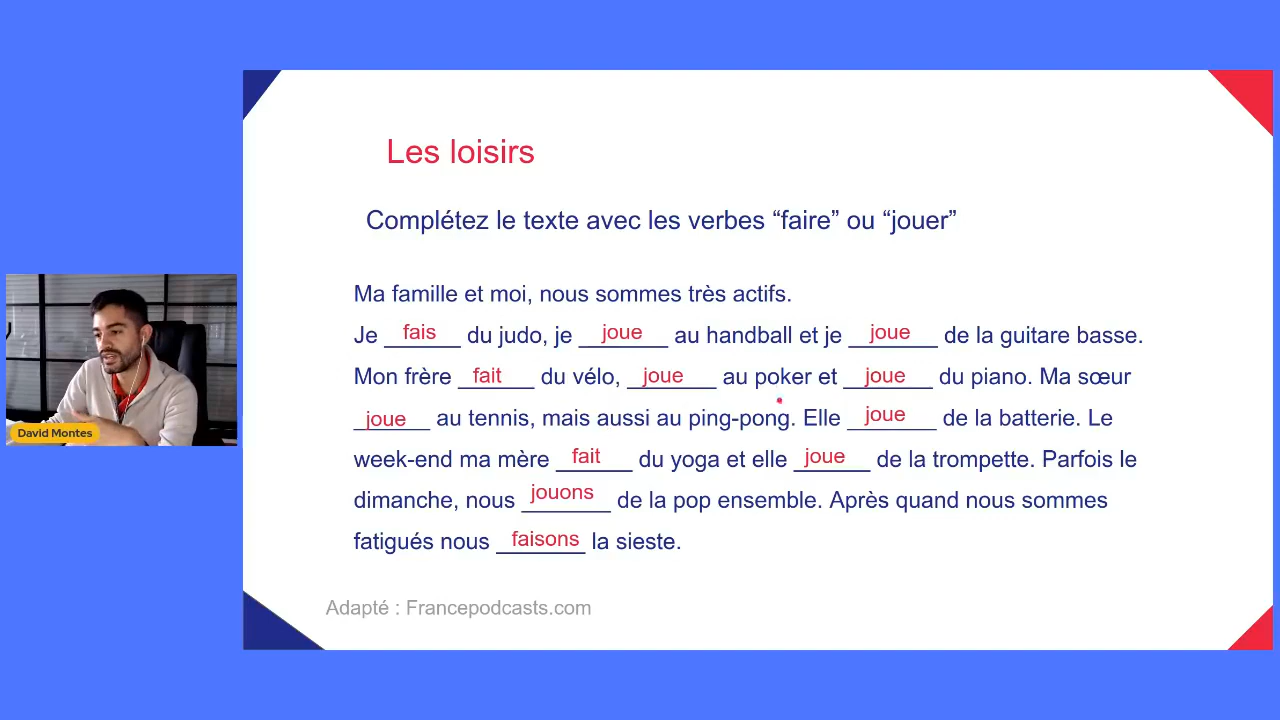 Les loisirs
Complétez le texte avec les verbes “faire” ou “jouer”
Ma famille et moi, nous sommes très actifs.
Je fais du judo, je joue au handball et je joue de la guitare basse.
Mon frère fait du vélo, joue au poker et joue du piano. Ma sœur
joue au tennis, mais aussi au ping-pong. Elle joue de la batterie. Le
week-end ma mère fait du yoga et elle joue de la trompette. Parfois le
dimanche, nous jouons de la pop ensemble. Après quand nous sommes
fatigués nous faisons la sieste.
Adapté : Francepodcasts.com
David Montes